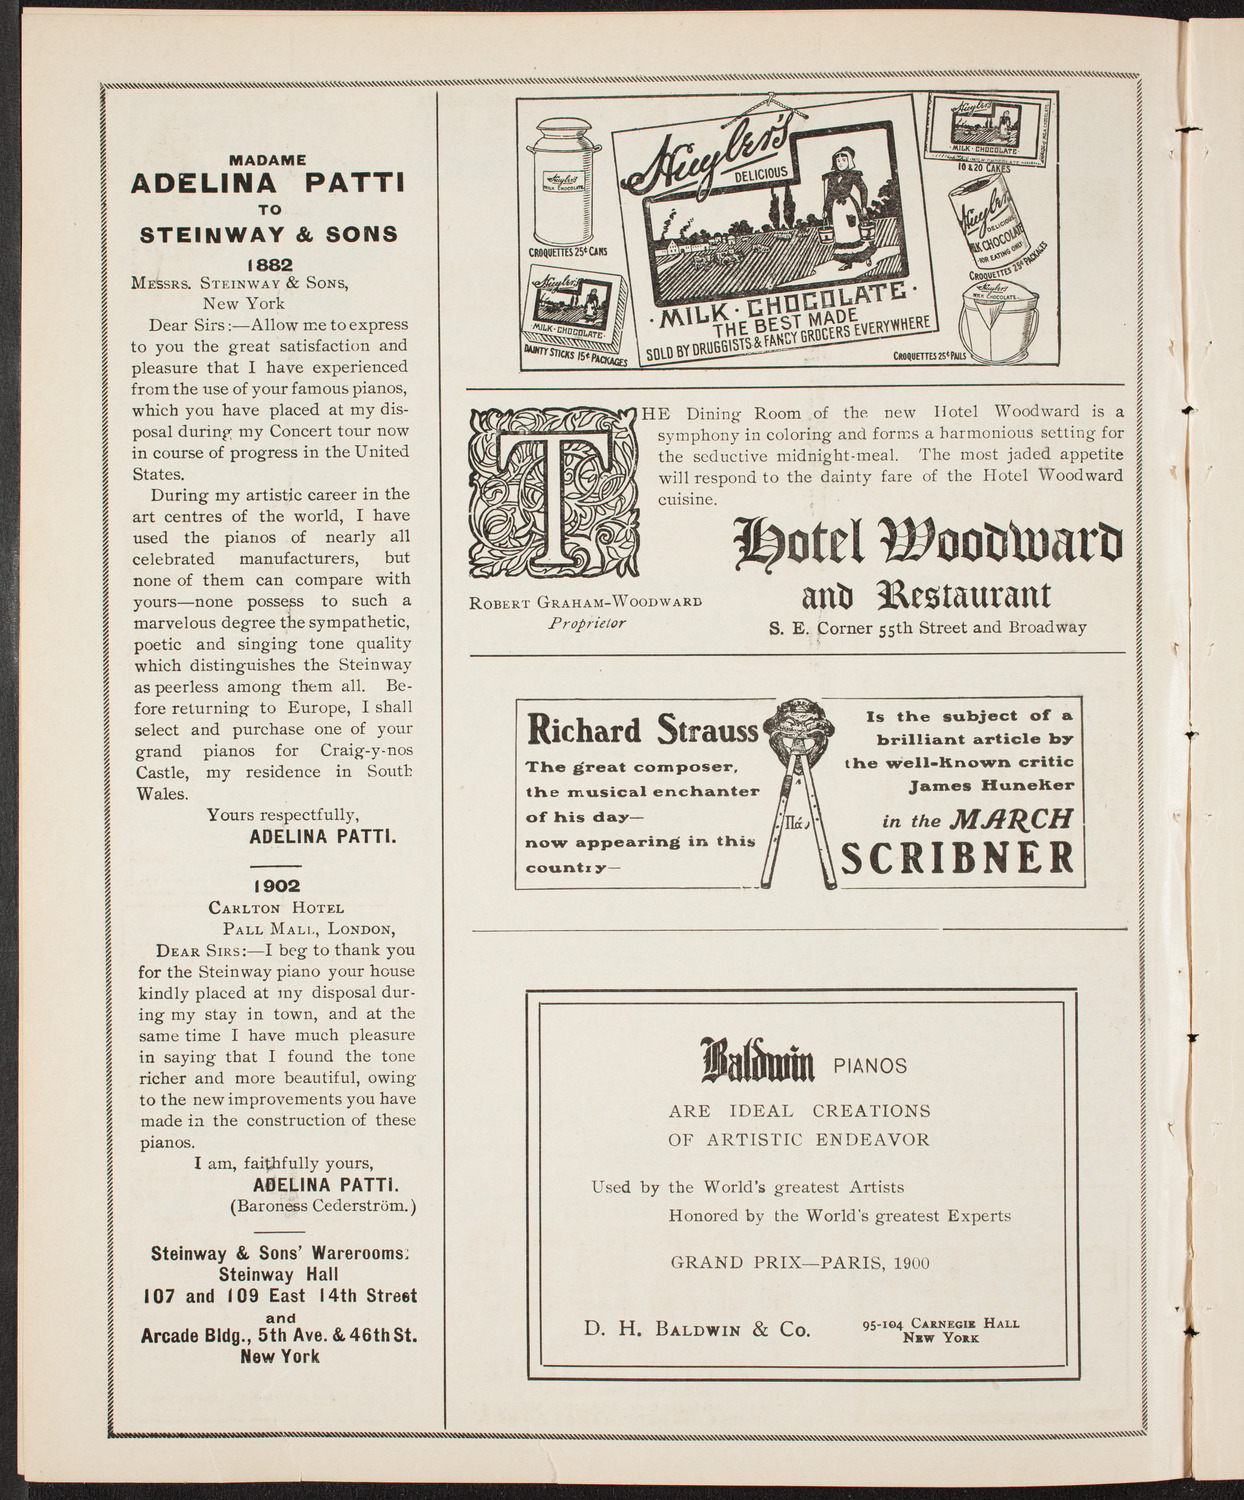 MADAME
ADELINA PATTI
TO
STEINWAY & SONS
1882
MESSRS. STEINWAY & SONS,
New York
Dear Sirs:—Allow me to express
to you the great satisfaction and
pleasure that I have experienced
from the use of your famous pianos,
which you have placed at my dis-
posal during my Concert tour now
in course of progress in the United
States.
During my artistic career in the
art centres of the world, I have
used the pianos of nearly all
celebrated manufacturers, but
none of them can compare with
yours—none possess to such a
marvelous degree the sympathetic,
poetic and singing tone quality
which distinguishes the Steinway
as peerless among them all. Be-
fore returning to Europe, I shall
select and purchase one of your
grand pianos for Craig-y-nos
Castle, my residence in South
Wales.
Yours respectfully,
ADELINA PATTI.
1902
CARLTON HOTEL
PALL MALL, LONDON,
DEAR SIRS:—I beg to thank you
for the Steinway piano your house
kindly placed at my disposal dur-
ing my stay in town, and at the
same time I have much pleasure
in saying that I found the tone
richer and more beautiful, owing
to the new improvements you have
made in the construction of these
pianos.
I am, faithfully yours,
ADELINA PATTI.
(Baroness Cederström.)
Steinway & Sons' Warerooms:
Steinway Hall
107 and 109 East 14th Street
and
Arcade Bldg., 5th Ave. & 46th St.
New York
Huyler's
MILK CHOCOLATE
CROQUETTES 25¢ CANS
Huyler's
MILK·CHOCOLATE
DAINTY STICKS 15¢ PACKAGES
Huyler's
DELICIOUS
·MILK·CHOCOLATE·
THE BEST MADE
SOLD BY DRUGGISTS & FANCY GROCERS EVERYWHERE
Huyler's
MILK·CHOCOLATE
10 & 20 CAKES
Huyler's
DELICIOUS
MILK CHOCOLATE
FOR EATING ONLY
CROQUETTES 25¢ PACKAGES
Huyler's
MILK CHOCOLATE.
CROQUETTES 25¢ PAILS
THE Dining Room of the new Hotel Woodward is a
symphony in coloring and forms a harmonious setting for
the seductive midnight-meal. The most jaded appetite
will respond to the dainty fare of the Hotel Woodward
cuisine.
Hotel Woodward
and Restaurant
S. E. Corner 55th Street and Broadway
ROBERT GRAHAM-WOODWARD
Proprietor
Richard Strauss
The great composer,
the musical enchanter
of his day—
now appearing in this
country—
Is the subject of a
brilliant article by
the well-Known critic
James Huneker
in the MARCH
SCRIBNER
Baldwin PIANOS
ARE IDEAL CREATIONS
OF ARTISTIC ENDEAVOR
Used by the World's greatest Artists
Honored by the World's greatest Experts
GRAND PRIX—PARIS, 1900
D. H. BALDWIN & CO.
95-104 CARNEGIE HALL
NEW YORK